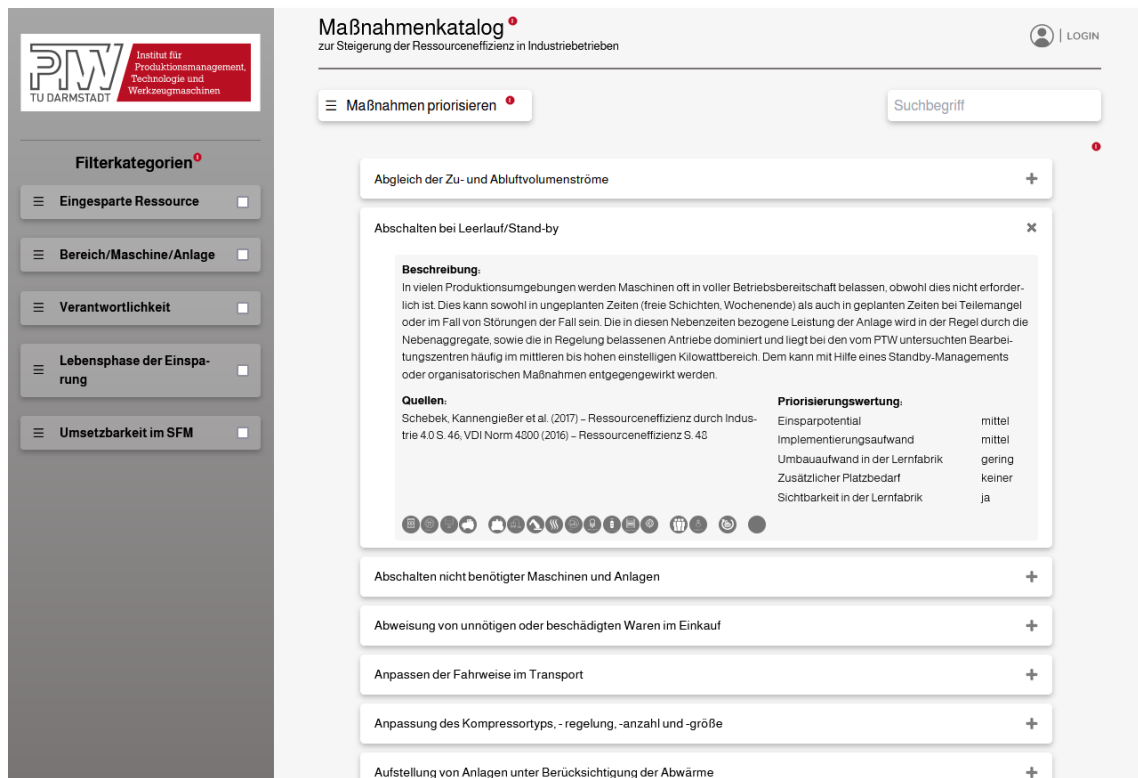 PTW
TU DARMSTADT
Institut für
Produktionsmanagement,
Technologie und
Werkzeugmaschinen
Filterkategorien
Eingesparte Ressource
Bereich/Maschine/Anlage
Verantwortlichkeit
Lebensphase der Einspa-
rung
Umsetzbarkeit im SFM
Maßnahmenkatalog
zur Steigerung der Ressourceneffizienz in Industriebetrieben
| LOGIN
Maßnahmen priorisieren
Suchbegriff
Abgleich der Zu- und Abluftvolumenströme
Abschalten bei Leerlauf/Stand-by
Beschreibung:
In vielen Produktionsumgebungen werden Maschinen oft in voller Betriebsbereitschaft belassen, obwohl dies nicht erforder-
lich ist. Dies kann sowohl in ungeplanten Zeiten (freie Schichten, Wochenende) als auch in geplanten Zeiten bei Teilemangel
oder im Fall von Störungen der Fall sein. Die in diesen Nebenzeiten bezogene Leistung der Anlage wird in der Regel durch die
Nebenaggregate, sowie die in Regelung belassenen Antriebe dominiert und liegt bei den vom PTW untersuchten Bearbei-
tungszentren häufig im mittleren bis hohen einstelligen Kilowattbereich. Dem kann mit Hilfe eines Standby-Managements
oder organisatorischen Maßnahmen entgegengewirkt werden.
Quellen:
Schebek, Kannengießer et al. (2017) – Ressourceneffizienz durch Indus-
trie 4.0 S. 46, VDI Norm 4800 (2016) – Ressourceneffizienz S. 48
Priorisierungswertung:
Einsparpotential mittel
Implementierungsaufwand mittel
Umbauaufwand in der Lernfabrik gering
Zusätzlicher Platzbedarf keiner
Sichtbarkeit in der Lernfabrik ja
Abschalten nicht benötigter Maschinen und Anlagen
Abweisung von unnötigen oder beschädigten Waren im Einkauf
Anpassen der Fahrweise im Transport
Anpassung des Kompressortyps, - regelung, -anzahl und -größe
Aufstellung von Anlagen unter Berücksichtigung der Abwärme